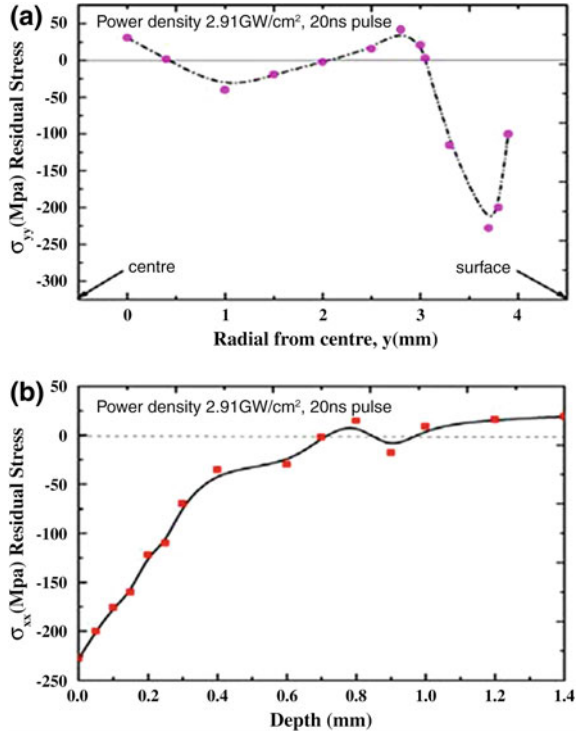 (a)
Power density 2.91GW/cm², 20ns pulse
50
25
0
-50
-100
-150
-200
-250
-300
σyy(Mpa) Residual Stress
centre
surface
0
1
2
3
4
Radial from centre, y(mm)
(b)
Power density 2.91GW/cm², 20ns pulse
50
0
-50
-100
-150
-200
-250
σxx(Mpa) Residual Stress
0.0
0.2
0.4
0.6
0.8
1.0
1.2
1.4
Depth (mm)